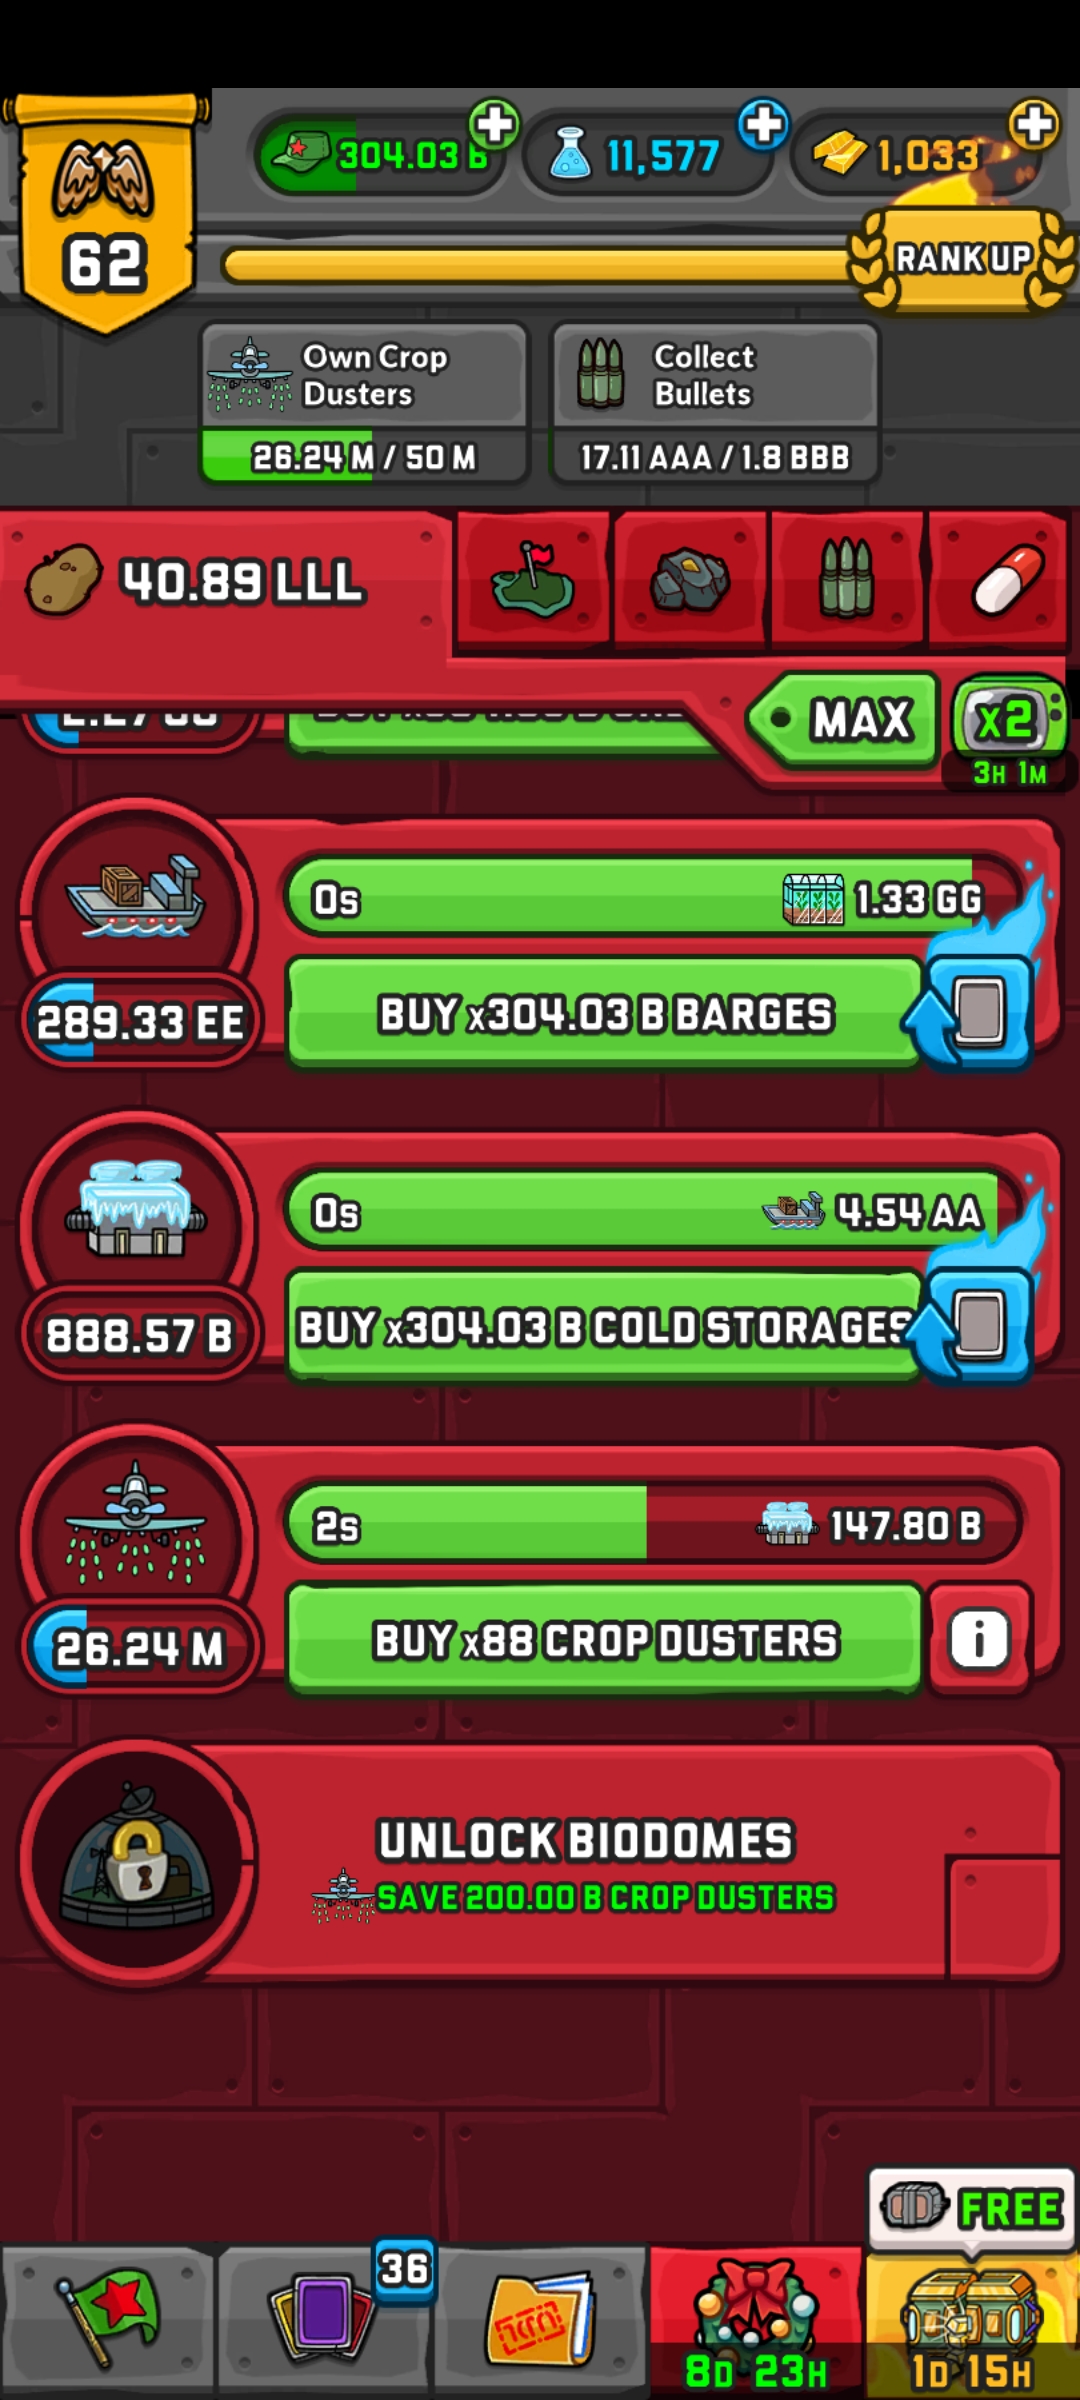 304.03 B
11,577
1,033
62
RANK UP
Own Crop
Dusters
26.24 M / 50 M
Collect
Bullets
17.11 AAA / 1.8 BBB
40.89 LLL
MAX
x2
3H 1M
0s
1.33 GG
289.33 EE
BUY x304.03 B BARGES
0s
4.54 AA
888.57 B
BUY x304.03 B COLD STORAGES
2s
147.80 B
26.24 M
BUY x88 CROP DUSTERS
i
UNLOCK BIODOMES
SAVE 200.00 B CROP DUSTERS
FREE
36
8D 23H
1D 15H